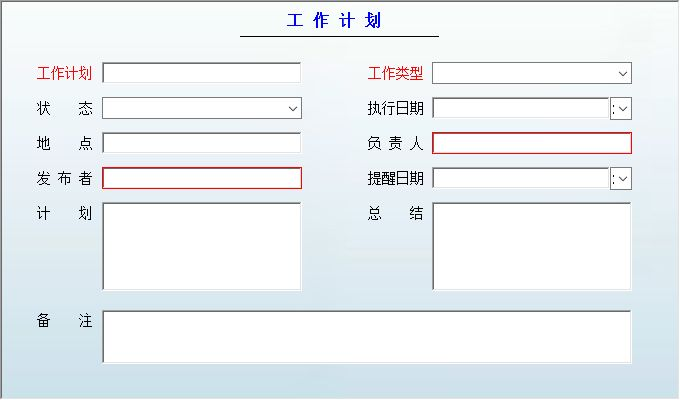 工 作 计 划
工作计划 工作类型
状 态 执行日期
地 点 负 责 人
发 布 者 提醒日期
计 划 总 结
备 注